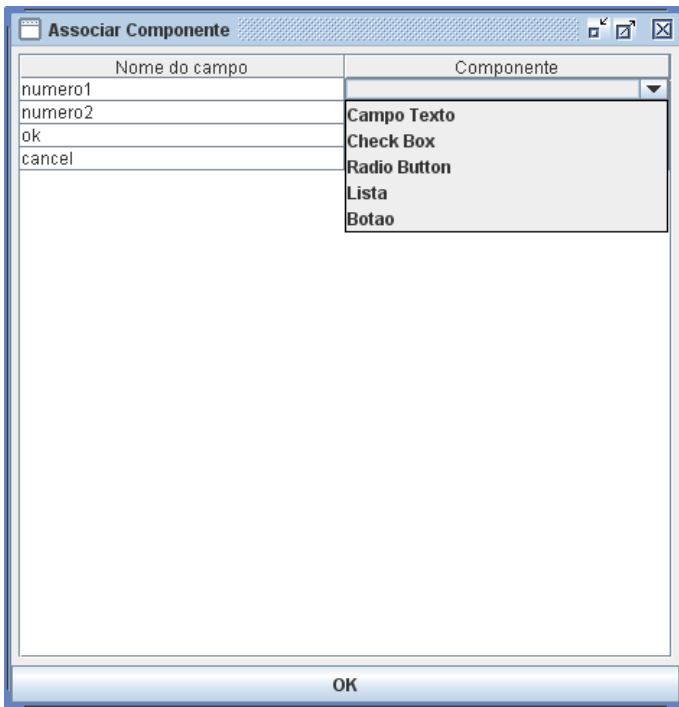 Associar Componente
Nome do campo Componente
numero1
numero2
ok
cancel
Campo Texto
Check Box
Radio Button
Lista
Botao
OK